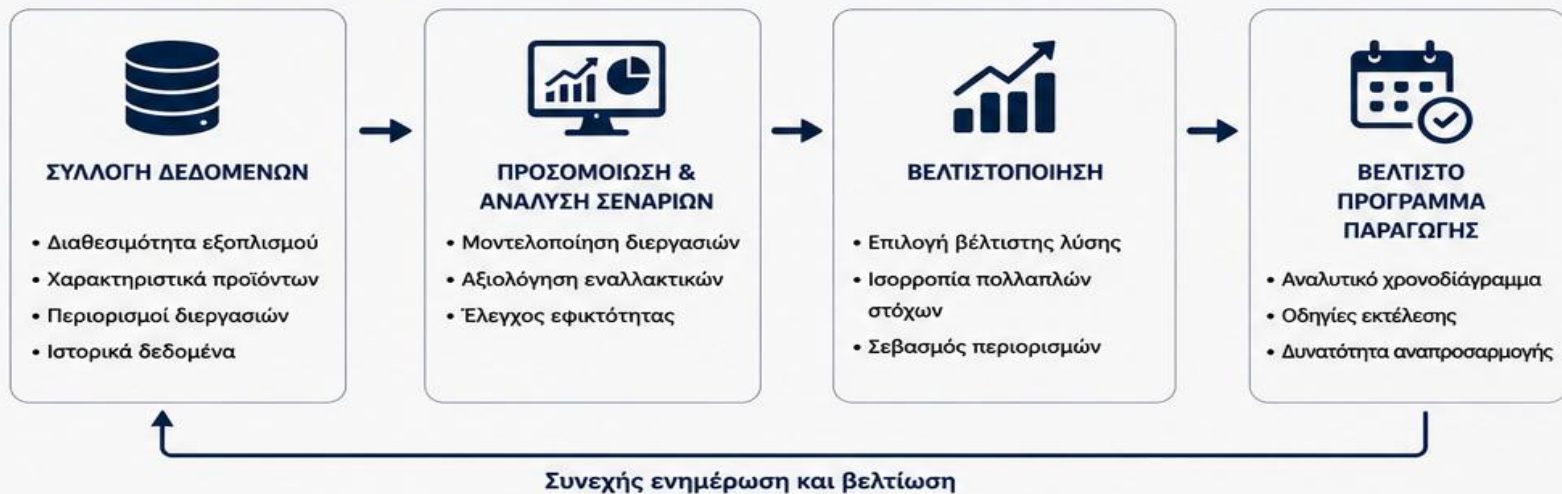 ΣΥΛΛΟΓΗ ΔΕΔΟΜΕΝΩΝ
• Διαθεσιμότητα εξοπλισμού
• Χαρακτηριστικά προϊόντων
• Περιορισμοί διεργασιών
• Ιστορικά δεδομένα
ΠΡΟΣΟΜΟΙΩΣΗ &
ΑΝΑΛΥΣΗ ΣΕΝΑΡΙΩΝ
• Μοντελοποίηση διεργασιών
• Αξιολόγηση εναλλακτικών
• Έλεγχος εφικτότητας
ΒΕΛΤΙΣΤΟΠΟΙΗΣΗ
• Επιλογή βέλτιστης λύσης
• Ισορροπία πολλαπλών
στόχων
• Σεβασμός περιορισμών
ΒΕΛΤΙΣΤΟ
ΠΡΟΓΡΑΜΜΑ
ΠΑΡΑΓΩΓΗΣ
• Αναλυτικό χρονοδιάγραμμα
• Οδηγίες εκτέλεσης
• Δυνατότητα αναπροσαρμογής
Συνεχής ενημέρωση και βελτίωση